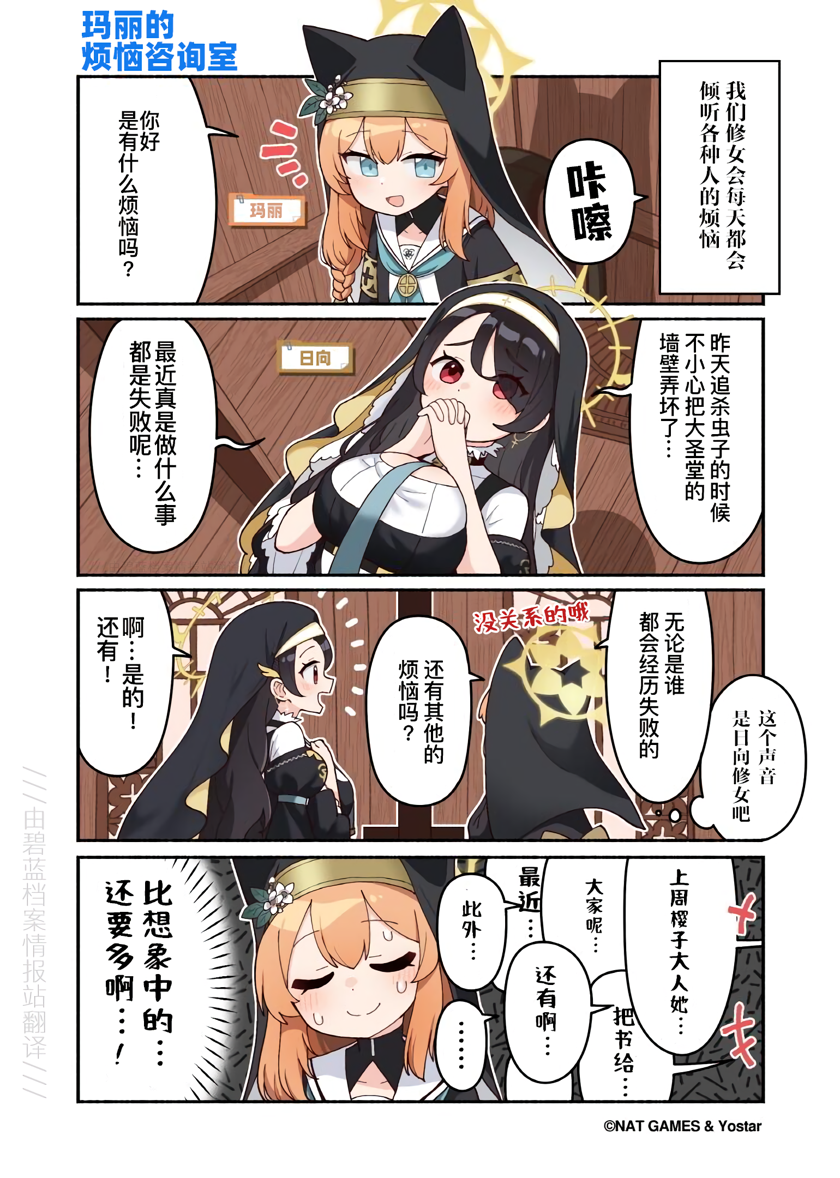 玛丽的
烦恼咨询室
我们修女会每天都会
倾听各种人的烦恼
咔嚓
你好
是有什么烦恼吗？
玛丽
昨天追杀虫子的时候
不小心把大圣堂的
墙壁弄坏了…
日向
最近真是做什么事
都是失败呢…
这个声音
是日向修女吧
无论是谁
都会经历失败的
没关系的哦
还有其他的
烦恼吗？
啊…是的！
还有！
上周樱子大人她…
大家呢…
把书给…
最近…
还有啊…
此外…
……
比想象中的…
还要多啊…！
///由碧蓝档案情报站翻译///
©NAT GAMES & Yostar